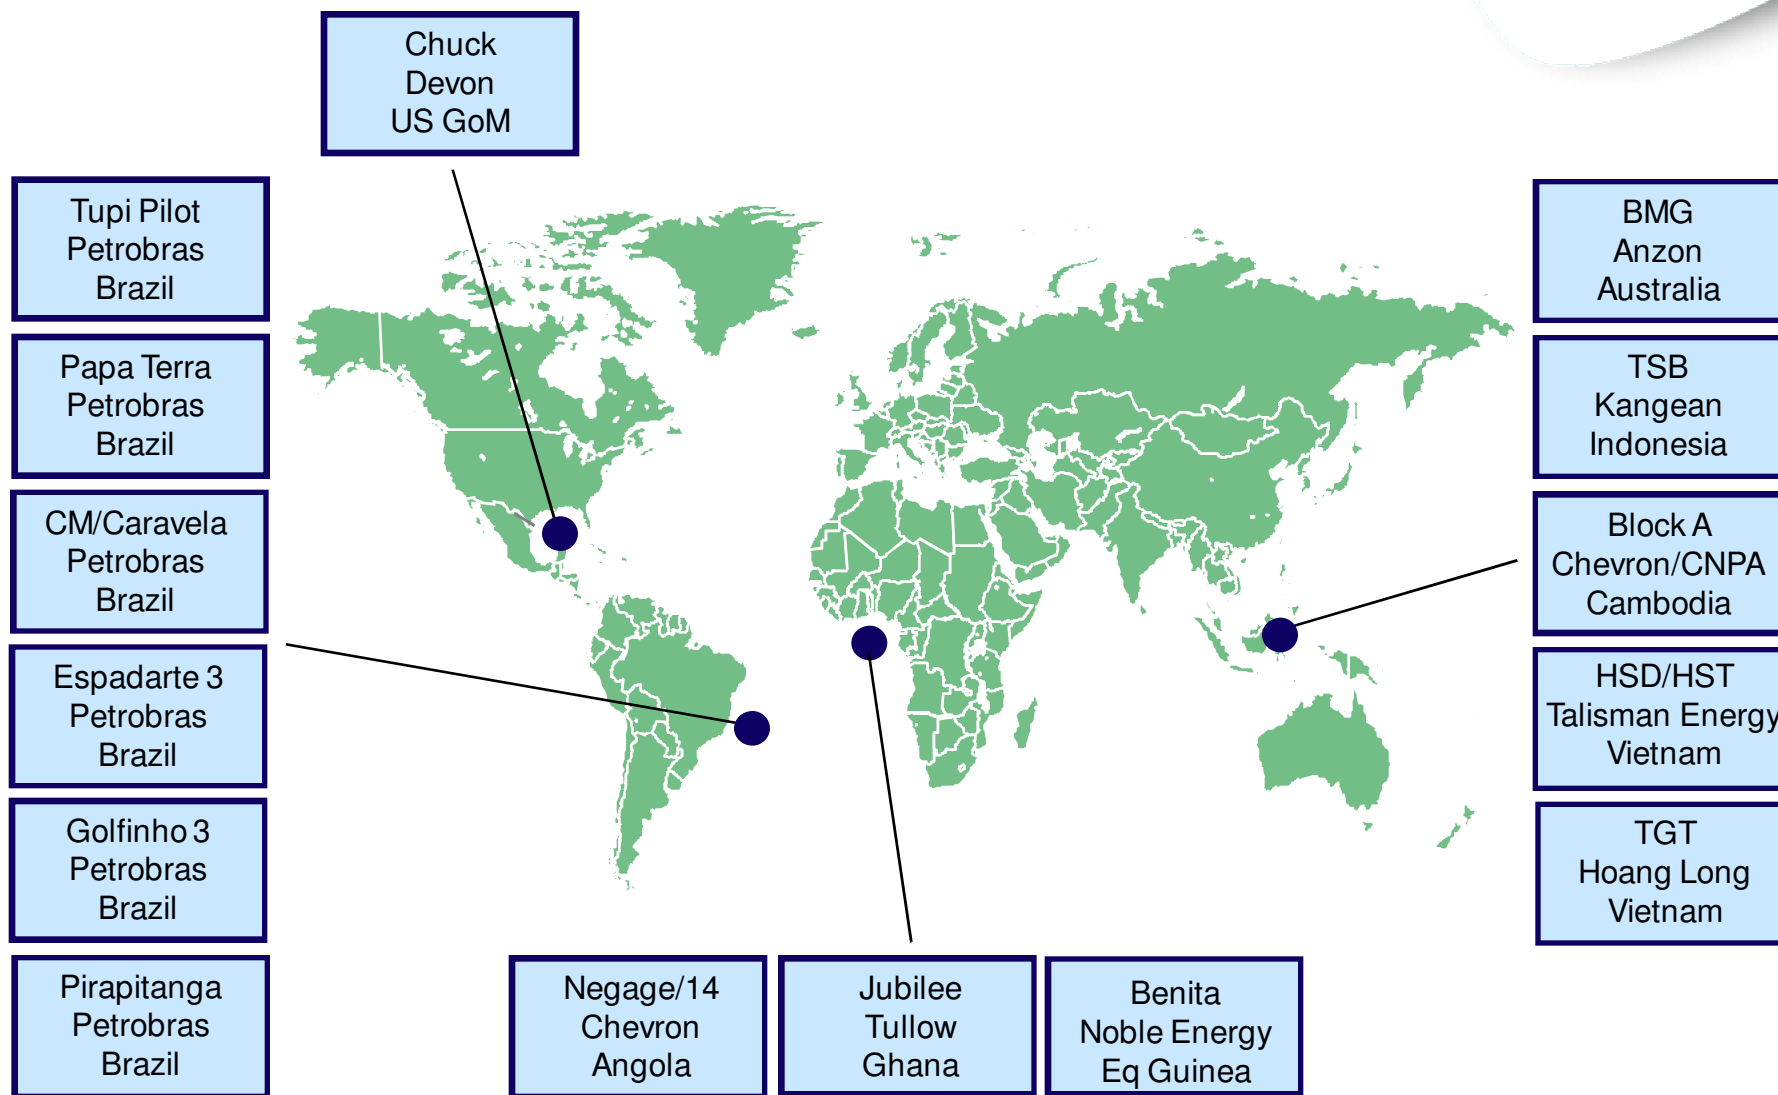 Chuck
Devon
US GoM
Tupi Pilot
Petrobras
Brazil
Papa Terra
Petrobras
Brazil
CM/Caravela
Petrobras
Brazil
Espadarte 3
Petrobras
Brazil
Golfinho 3
Petrobras
Brazil
Pirapitanga
Petrobras
Brazil
Negage/14
Chevron
Angola
Jubilee
Tullow
Ghana
Benita
Noble Energy
Eq Guinea
BMG
Anzon
Australia
TSB
Kangean
Indonesia
Block A
Chevron/CNPA
Cambodia
HSD/HST
Talisman Energy
Vietnam
TGT
Hoang Long
Vietnam